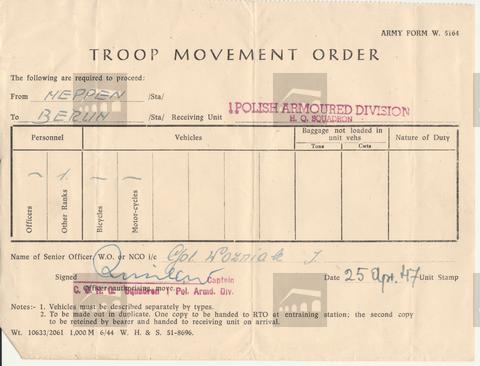 ARMY FORM W. 5164
TROOP MOVEMENT ORDER
The following are required to proceed:
From MEPPEN /Sta/
To BERLIN /Sta/ Receiving Unit 1 POLISH ARMOURED DIVISION
H. Q. SQUADRON
Personnel Vehicles Baggage not loaded in unit vehs Nature of Duty
Tons Cwts
Officers Other Ranks Bicycles Motor-cycles
– 1. – –
Name of Senior Officer, W.O. or NCO i/c Cpl Wozniak J.
Signed Captain Date 25 Apr. 47 Unit Stamp
Officer authorising move
Squadron 1 Pol. Armd. Div.
Notes:- 1. Vehicles must be described separately by types.
2. To be made out in duplicate. One copy to be handed to RTO at entraining station; the second copy
to be reteined by bearer and handed to receiving unit on arrival.
Wt. 10633/2061 1,000 M 6/44 W. H. & S. 51-8696.